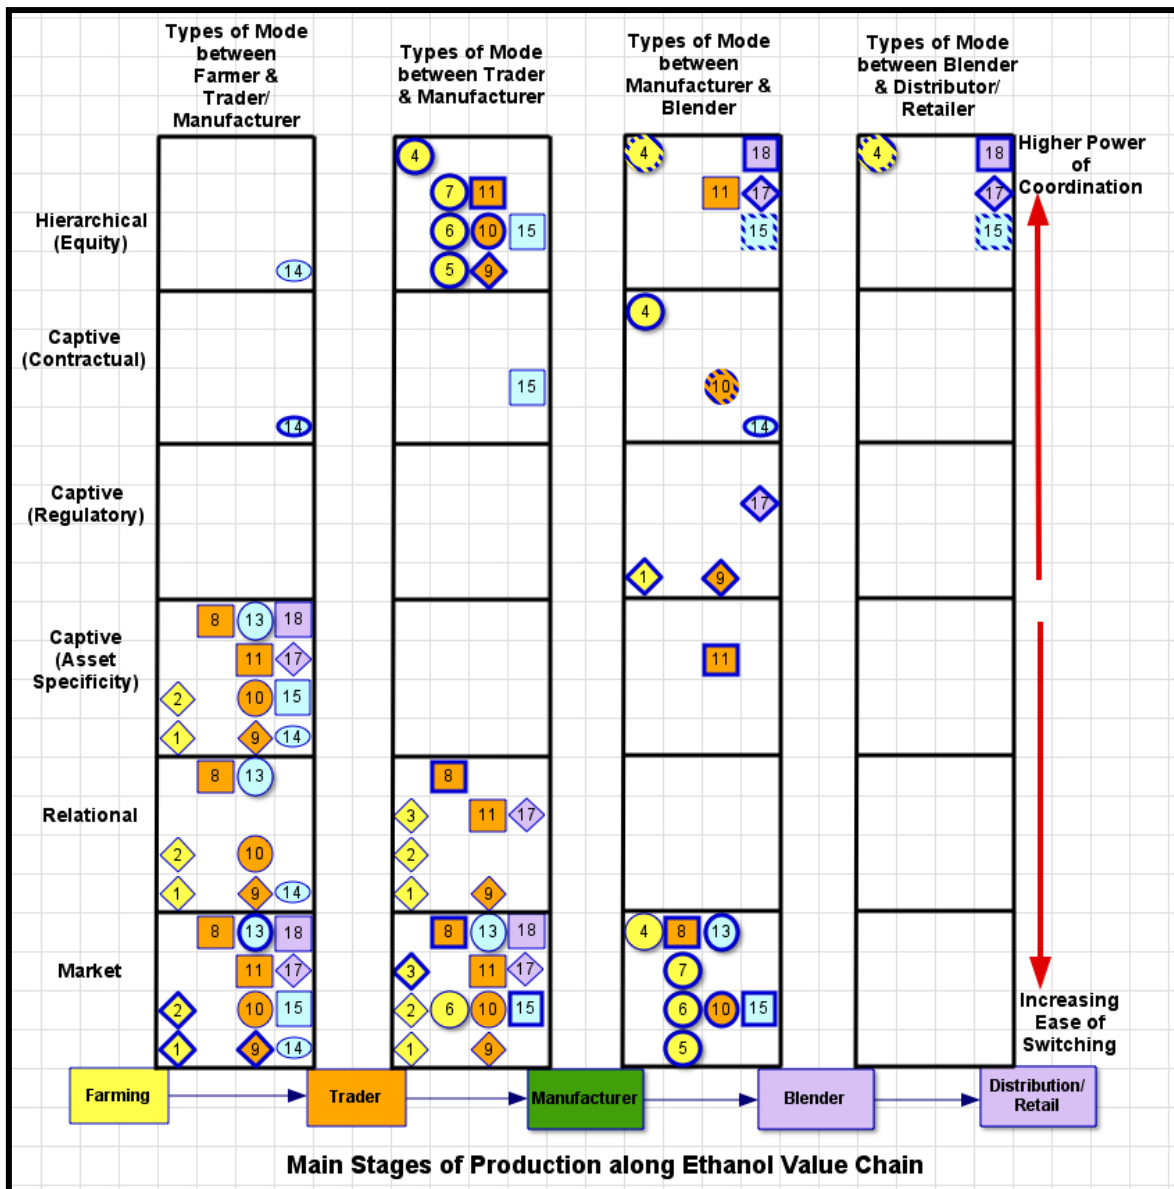 Types of Mode
between
Farmer &
Trader/
Manufacturer
Types of Mode
between Trader
& Manufacturer
Types of Mode
between
Manufacturer &
Blender
Types of Mode
between Blender
& Distributor/
Retailer
Higher Power
of
Coordination
Hierarchical
(Equity)
14
4
7 11
6 10 15
5 9
4 18
11 17
15
4 18
17
15
Captive
(Contractual)
14
15
4
10
14
Captive
(Regulatory)
17
1 9
Captive
(Asset
Specificity)
8 13 18
11 17
2 10 15
1 9 14
11
Relational
8 13
2 10
1 9 14
8
3 11 17
2
1 9
Market
8 13 18
11 17
2 10 15
1 9 14
8 13 18
3 11 17
2 6 10 15
1 9
4 8 13
7
6 10 15
5
Increasing
Ease of
Switching
Farming
Trader
Manufacturer
Blender
Distribution/
Retail
Main Stages of Production along Ethanol Value Chain